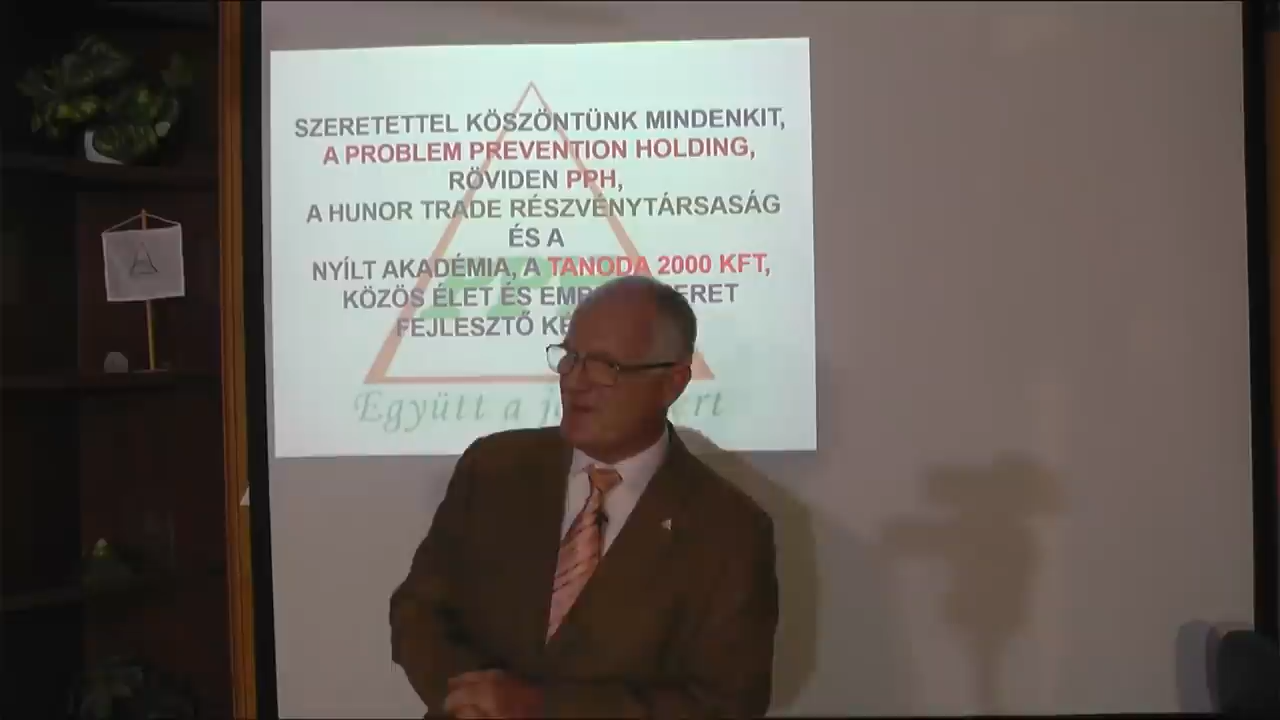 SZERETETTEL KÖSZÖNTÜNK MINDENKIT,
A PROBLEM PREVENTION HOLDING,
RÖVIDEN PPH,
A HUNOR TRADE RÉSZVÉNYTÁRSASÁG
ÉS A
NYÍLT AKADÉMIA, A TANODA 2000 KFT,
KÖZÖS ÉLET ÉS
FEJLESZTŐ
Együtt a